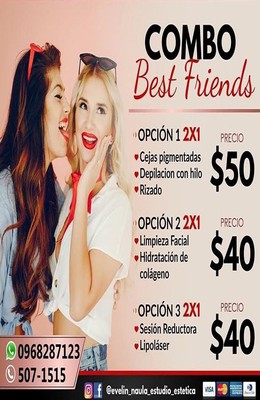 COMBO
Best Friends
OPCIÓN 1 2X1
Cejas pigmentadas
Depilacion con hilo
Rizado
PRECIO
$50
OPCIÓN 2 2X1
Limpieza Facial
Hidratación de
colágeno
PRECIO
$40
OPCIÓN 3 2X1
Sesión Reductora
Lipoláser
PRECIO
$40
0968287123
507-1515
@evelin_naula_estudio_estetica
VISA